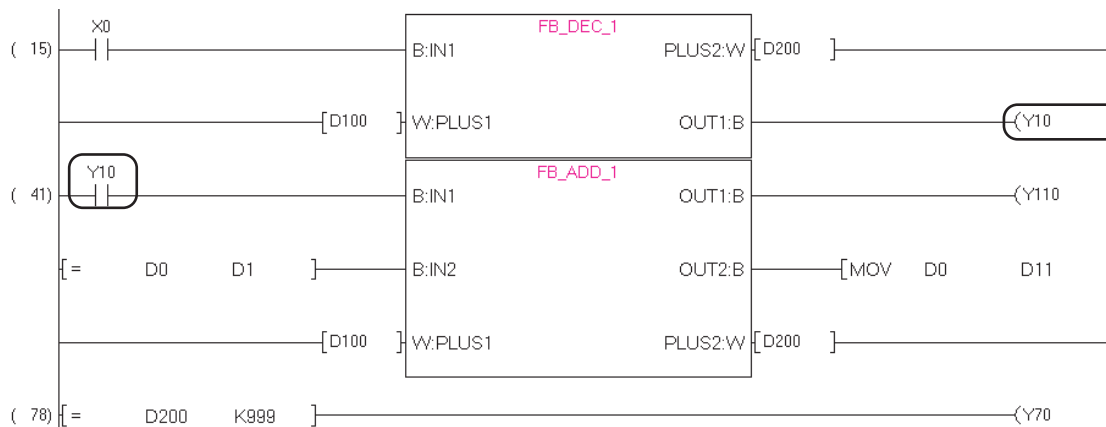 X0 FB_DEC_1
( 15) B:IN1 PLUS2:W [D200 ]
[D100 ] W:PLUS1 OUT1:B (Y10
Y10 FB_ADD_1
( 41) B:IN1 OUT1:B (Y110
[= D0 D1 ] B:IN2 OUT2:B [MOV D0 D11
[D100 ] W:PLUS1 PLUS2:W [D200 ]
( 78) [= D200 K999 ] (Y70